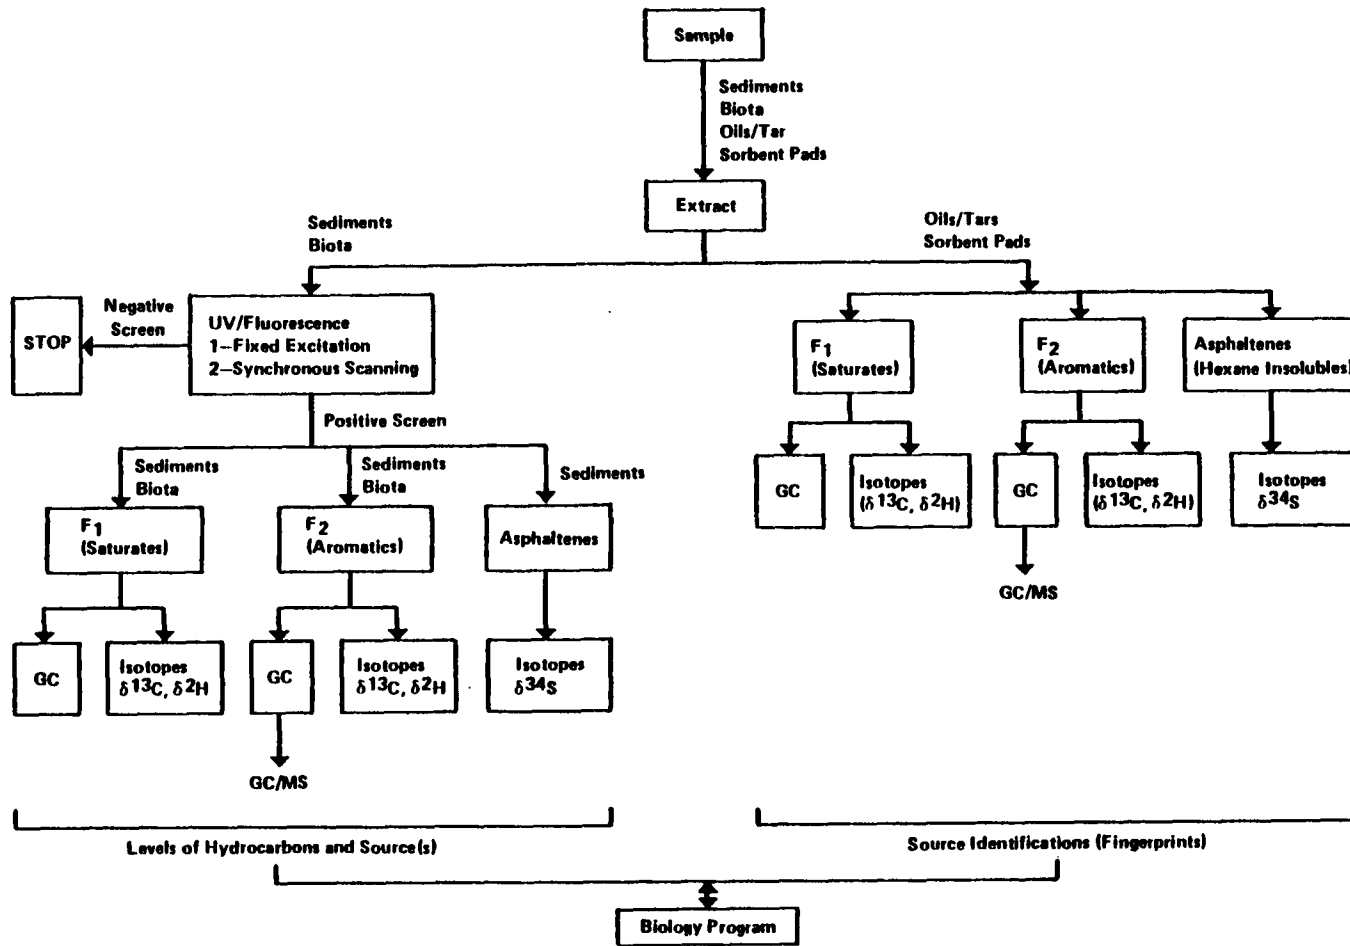 Sample
Sediments
Biota
Oils/Tar
Sorbent Pads
Extract
Sediments
Biota
Oils/Tars
Sorbent Pads
STOP
Negative
Screen
UV/Fluorescence
1–Fixed Excitation
2–Synchronous Scanning
F1
(Saturates)
F2
(Aromatics)
Asphaltenes
(Hexane Insolubles)
GC
Isotopes
(δ13C, δ2H)
GC
Isotopes
(δ13C, δ2H)
Isotopes
δ34S
GC/MS
Positive Screen
Sediments
Biota
Sediments
Biota
Sediments
F1
(Saturates)
F2
(Aromatics)
Asphaltenes
GC
Isotopes
δ13C, δ2H
GC
Isotopes
δ13C, δ2H
Isotopes
δ34S
GC/MS
Levels of Hydrocarbons and Source(s)
Source Identifications (Fingerprints)
Biology Program